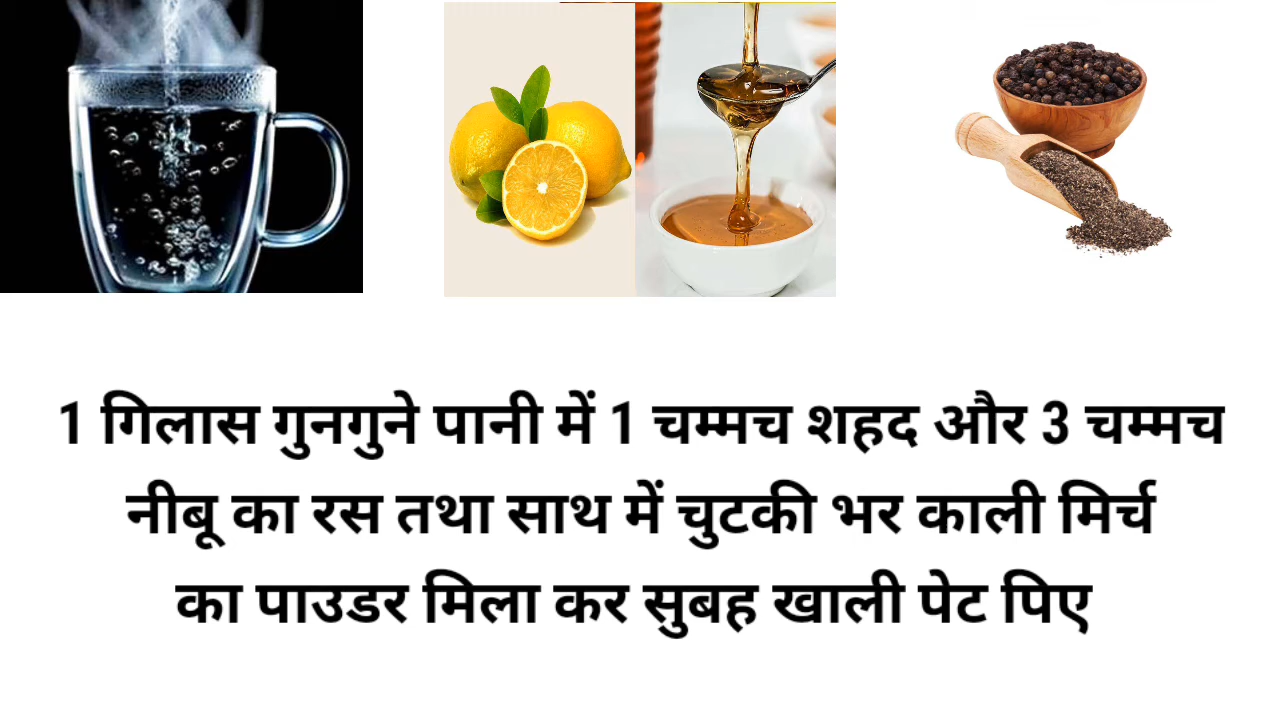 1 गिलास गुनगुने पानी में 1 चम्मच शहद और 3 चम्मच
नीबू का रस तथा साथ में चुटकी भर काली मिर्च
का पाउडर मिला कर सुबह खाली पेट पिए